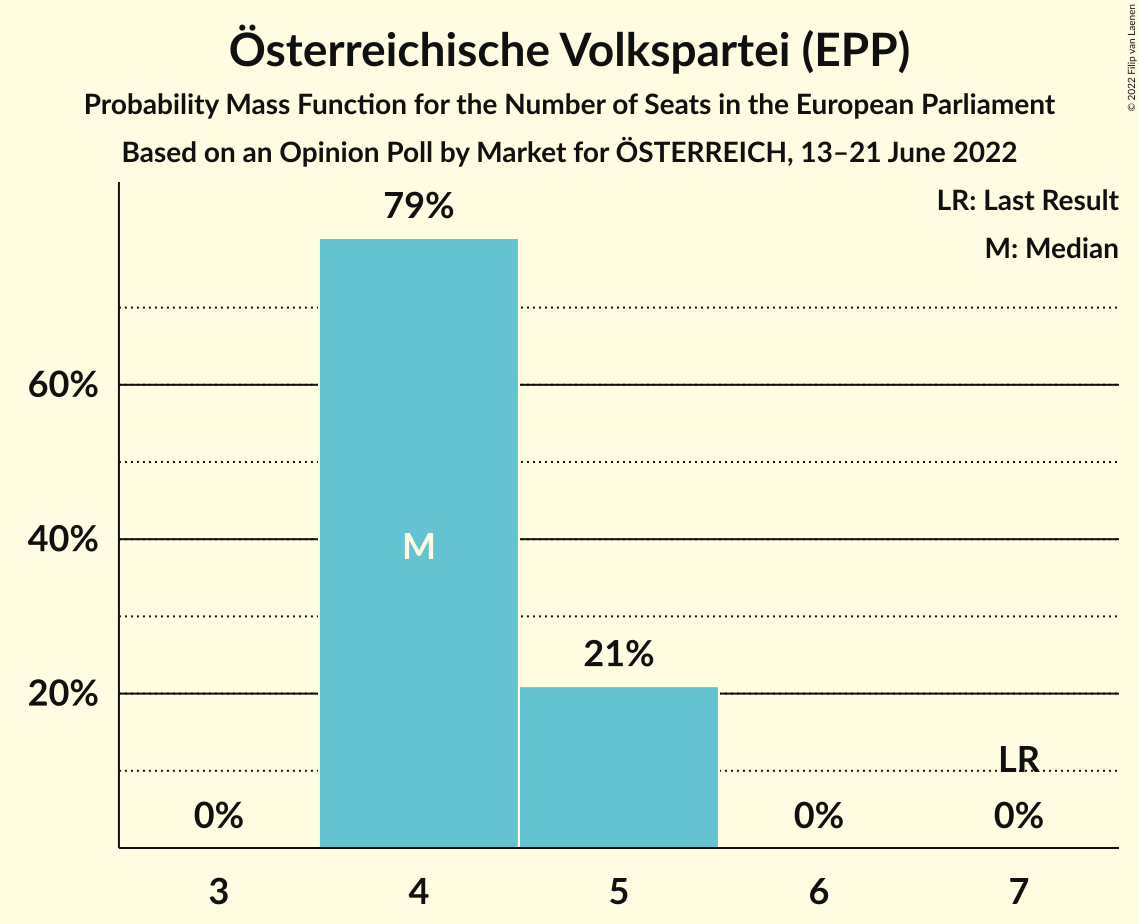 Österreichische Volkspartei (EPP)
Probability Mass Function for the Number of Seats in the European Parliament
Based on an Opinion Poll by Market for ÖSTERREICH, 13–21 June 2022
© 2022 Filip van Laenen
LR: Last Result
M: Median
79%
60%
40%
M
21%
20%
LR
0%
0%
0%
3
4
5
6
7